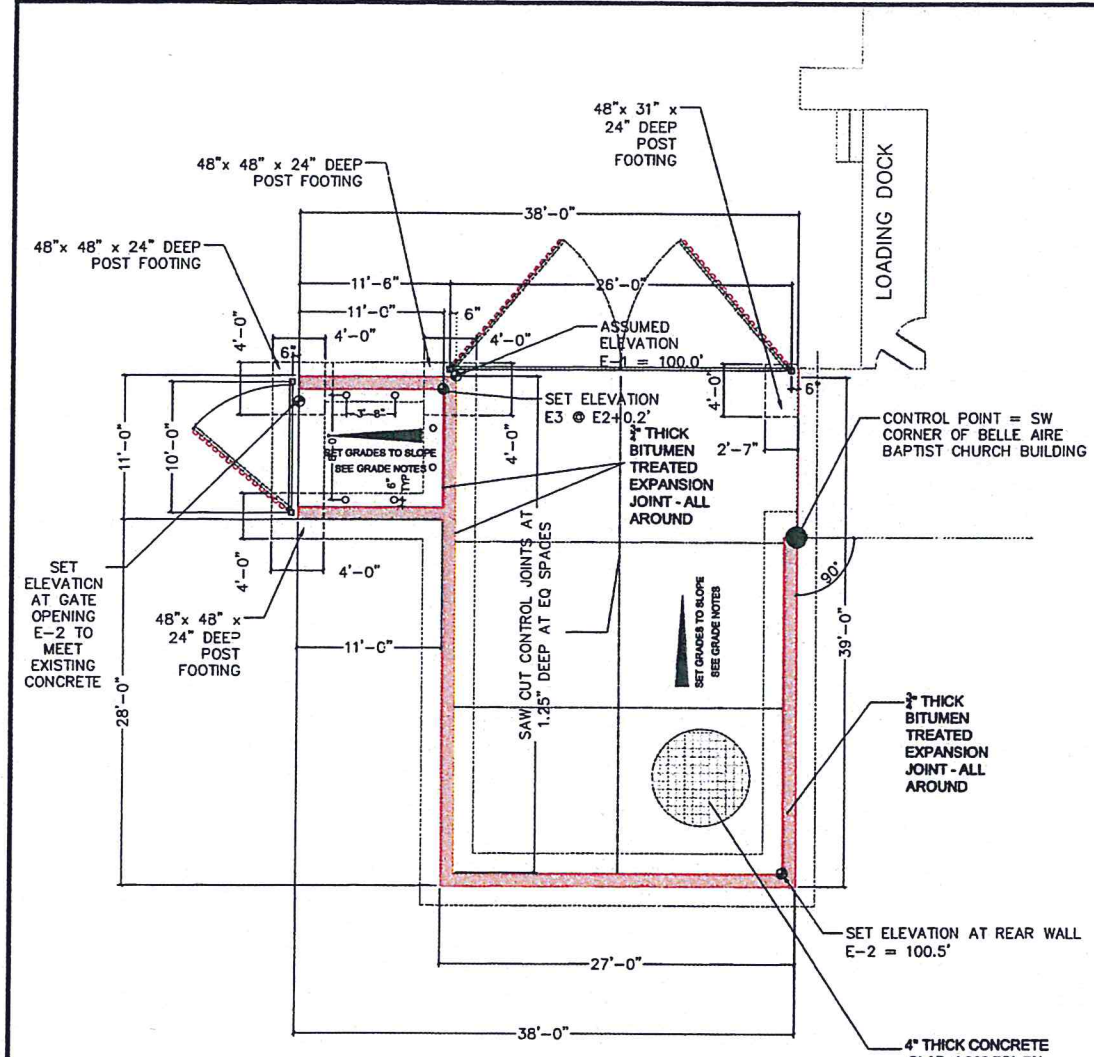 48"x 31" x
24" DEEP
POST
FOOTING
48"x 48" x 24" DEEP
POST FOOTING
48"x 48" x 24" DEEP
POST FOOTING
LOADING DOCK
38'-0"
11'-6"
26'-0"
11'-0"
6"
4'-0"
4'-0"
4'-0"
6"
ASSUMED
ELEVATION
E-1 = 100.0'
4'-0"
6"
SET ELEVATION
E3 @ E2+0.2'
3'-8"
SET GRADES TO SLOPE
SEE GRADE NOTES
6"
TYP
4'-0"
11'-0"
10'-0"
3/4" THICK
BITUMEN
TREATED
EXPANSION
JOINT - ALL
AROUND
2'-7"
CONTROL POINT = SW
CORNER OF BELLE AIRE
BAPTIST CHURCH BUILDING
90°
SET
ELEVATION
AT GATE
OPENING
E-2 TO
MEET
EXISTING
CONCRETE
4'-0"
4'-0"
48"x 48" x
24" DEEP
POST
FOOTING
11'-0"
28'-0"
SAW CUT CONTROL JOINTS AT
1.25" DEEP AT EQ SPACES
SET GRADES TO SLOPE
SEE GRADE NOTES
39'-0"
3/4" THICK
BITUMEN
TREATED
EXPANSION
JOINT - ALL
AROUND
SET ELEVATION AT REAR WALL
E-2 = 100.5'
27'-0"
38'-0"
4" THICK CONCRETE